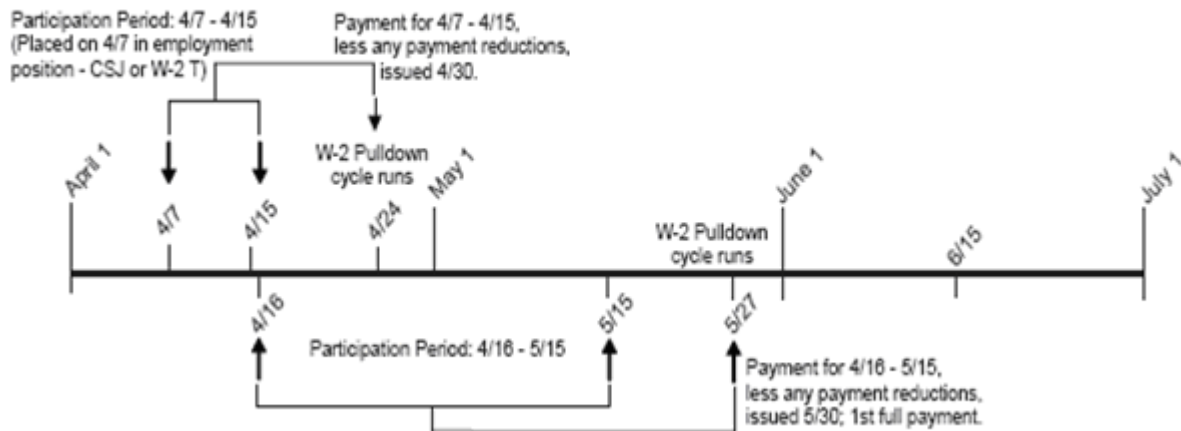 Participation Period: 4/7 - 4/15
(Placed on 4/7 in employment
position - CSJ or W-2 T)
Payment for 4/7 - 4/15,
less any payment reductions,
issued 4/30.
W-2 Pulldown
cycle runs
April 1
4/7
4/15
4/24
May 1
W-2 Pulldown
cycle runs
June 1
6/15
July 1
4/16
5/15
5/27
Participation Period: 4/16 - 5/15
Payment for 4/16 - 5/15,
less any payment reductions,
issued 5/30; 1st full payment.